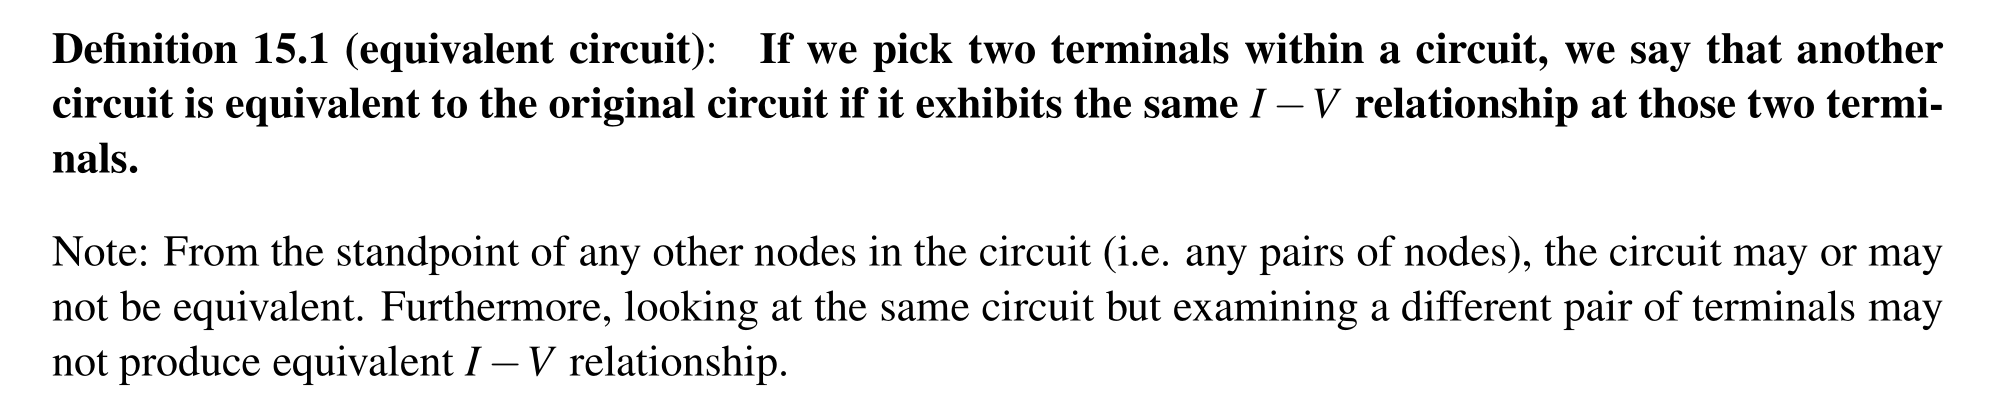 Definition 15.1 (equivalent circuit): If we pick two terminals within a circuit, we say that another
circuit is equivalent to the original circuit if it exhibits the same I − V relationship at those two termi-
nals.
Note: From the standpoint of any other nodes in the circuit (i.e. any pairs of nodes), the circuit may or may
not be equivalent. Furthermore, looking at the same circuit but examining a different pair of terminals may
not produce equivalent I − V relationship.